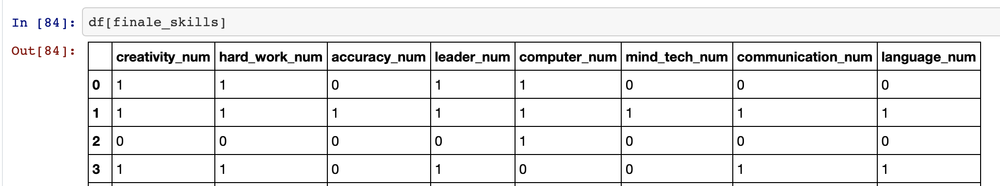 In [84]: df[finale_skills]
Out[84]:
creativity_num hard_work_num accuracy_num leader_num computer_num mind_tech_num communication_num language_num
0 1 1 0 1 1 0 0 0
1 1 1 1 1 1 1 1 1
2 0 0 0 0 1 0 0 0
3 1 1 0 1 0 0 1 1